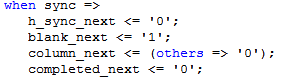 when sync =>
h_sync_next <= '0';
blank_next <= '1';
column_next <= (others => '0');
completed_next <= '0';